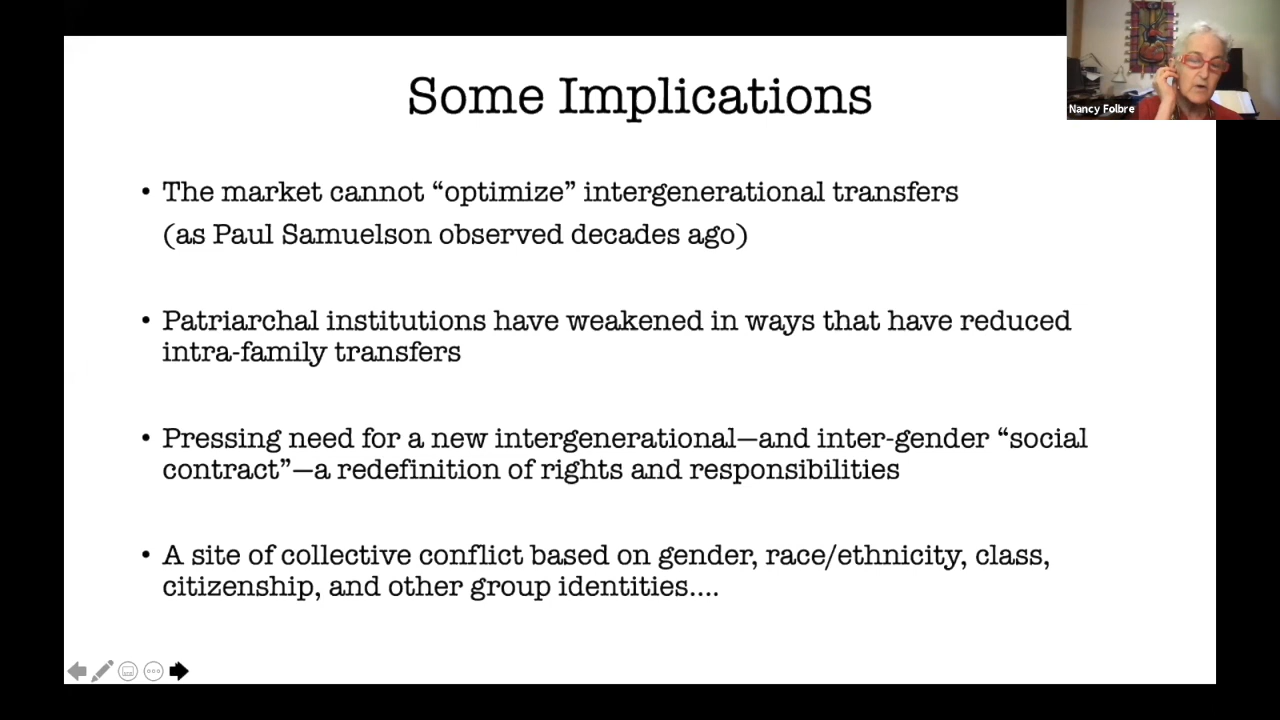 Some Implications
Nancy Folbre
• The market cannot “optimize” intergenerational transfers
(as Paul Samuelson observed decades ago)
• Patriarchal institutions have weakened in ways that have reduced
intra-family transfers
• Pressing need for a new intergenerational—and inter-gender “social
contract”—a redefinition of rights and responsibilities
• A site of collective conflict based on gender, race/ethnicity, class,
citizenship, and other group identities....